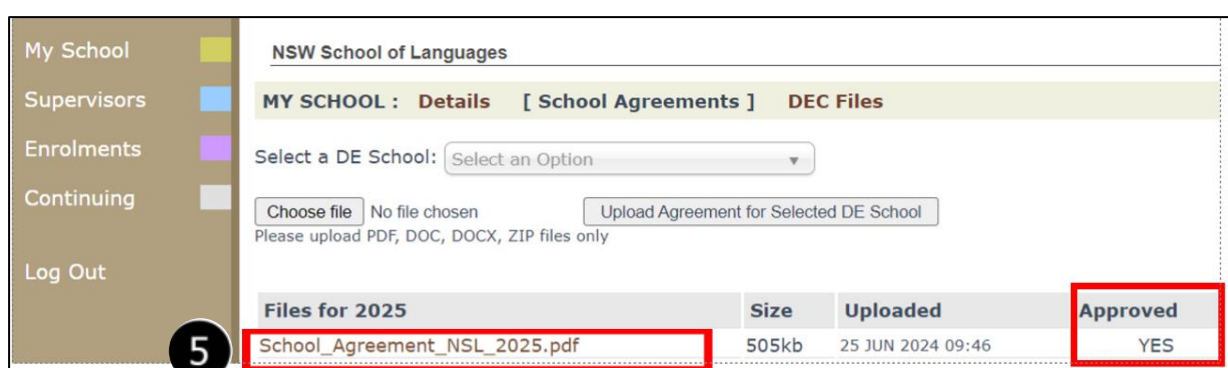 My School
Supervisors
Enrolments
Continuing
Log Out
NSW School of Languages
MY SCHOOL : Details [ School Agreements ] DEC Files
Select a DE School: Select an Option
Choose file No file chosen Upload Agreement for Selected DE School
Please upload PDF, DOC, DOCX, ZIP files only
Files for 2025 Size Uploaded Approved
5 School_Agreement_NSL_2025.pdf 505kb 25 JUN 2024 09:46 YES